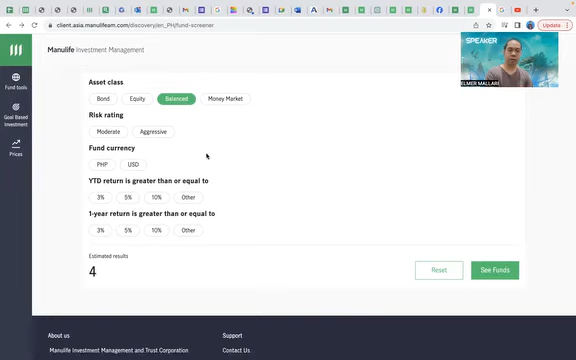 client.asia.manulifeam.com/discovery/en_PH/fund-screener
Update
Manulife Investment Management
SPEAKER
ELMER MALLARI
Fund tools
Goal Based
Investment
Prices
Asset class
Bond
Equity
Balanced
Money Market
Risk rating
Moderate
Aggressive
Fund currency
PHP
USD
YTD return is greater than or equal to
3%
5%
10%
Other
1-year return is greater than or equal to
3%
5%
10%
Other
Estimated results
4
Reset
See Funds
About us
Support
Manulife Investment Management and Trust Corporation
Contact Us